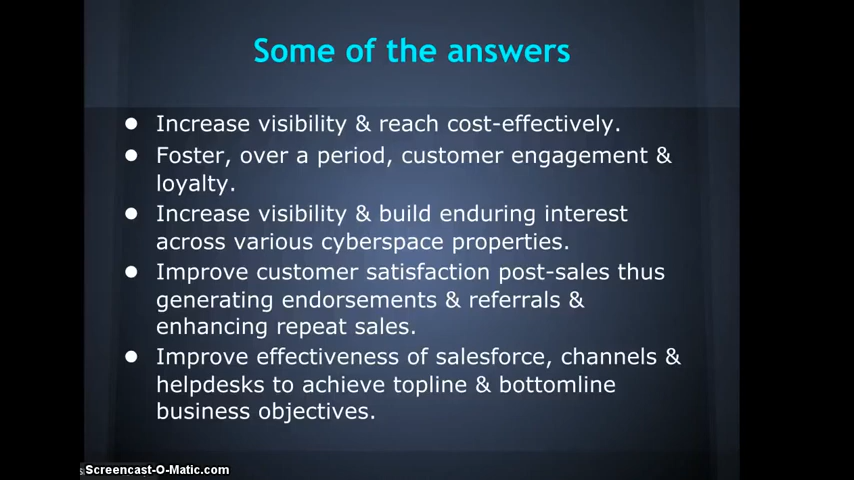 Some of the answers
● Increase visibility & reach cost-effectively.
● Foster, over a period, customer engagement &
loyalty.
● Increase visibility & build enduring interest
across various cyberspace properties.
● Improve customer satisfaction post-sales thus
generating endorsements & referrals &
enhancing repeat sales.
● Improve effectiveness of salesforce, channels &
helpdesks to achieve topline & bottomline
business objectives.
Screencast-O-Matic.com